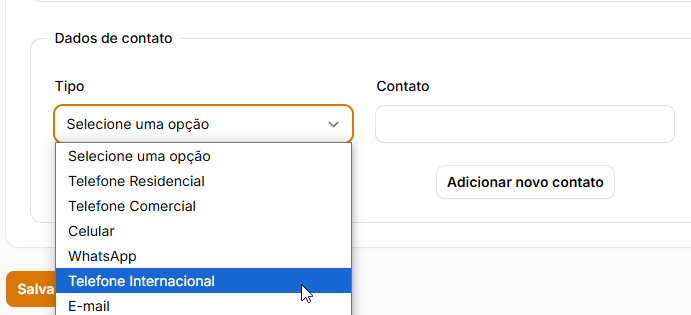 Dados de contato
Tipo
Contato
Selecione uma opção
Selecione uma opção
Telefone Residencial
Telefone Comercial
Celular
WhatsApp
Telefone Internacional
E-mail
Adicionar novo contato
Salva